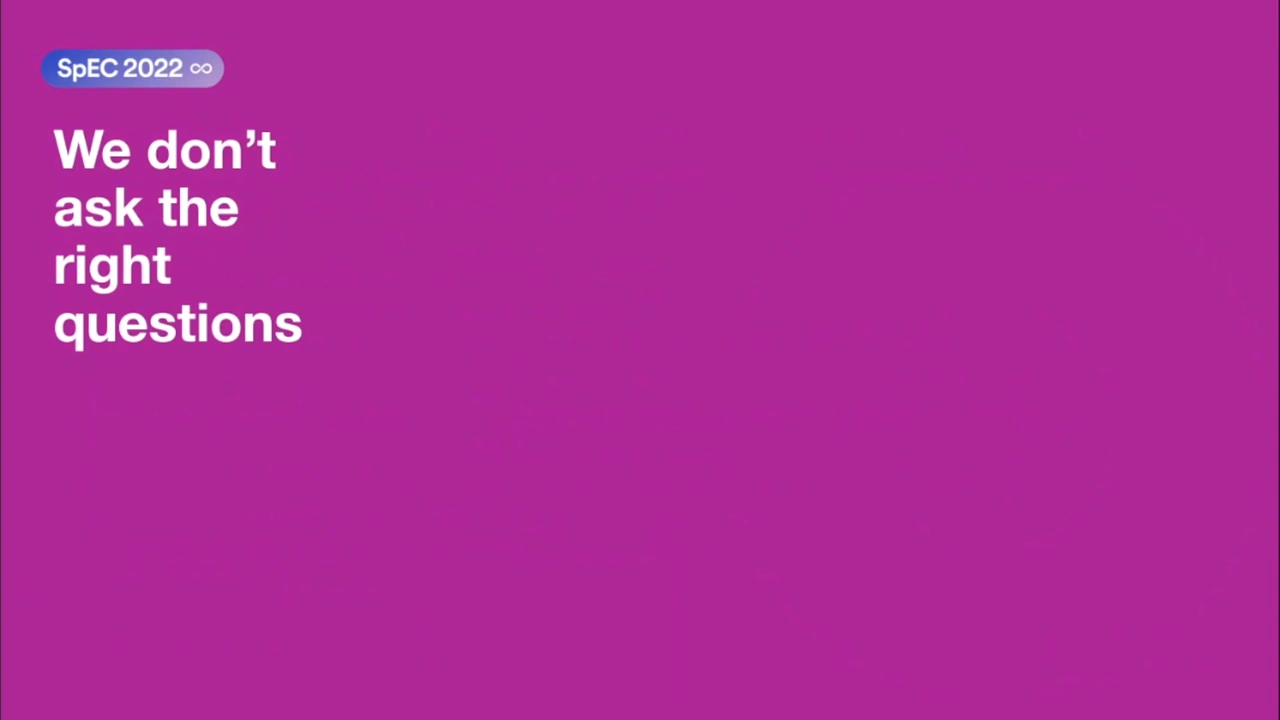 SpEC 2022 ∞
We don’t
ask the
right
questions